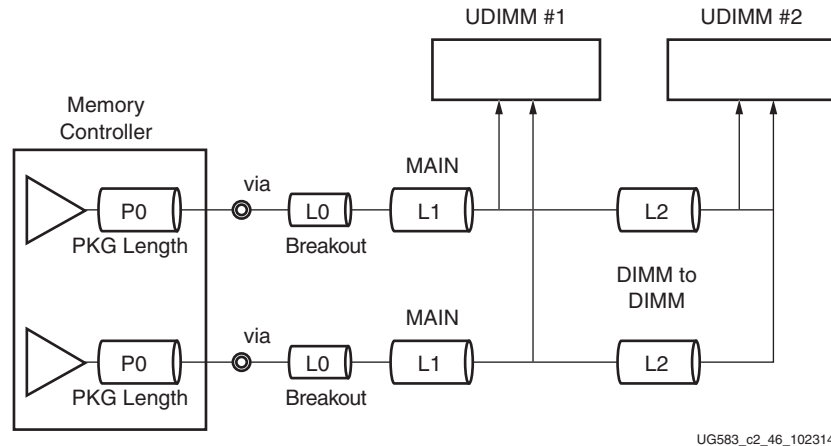 UDIMM #1
UDIMM #2
Memory
Controller
P0
PKG Length
via
L0
Breakout
MAIN
L1
L2
DIMM to
DIMM
P0
PKG Length
via
L0
Breakout
MAIN
L1
L2
UG583_c2_46_102314